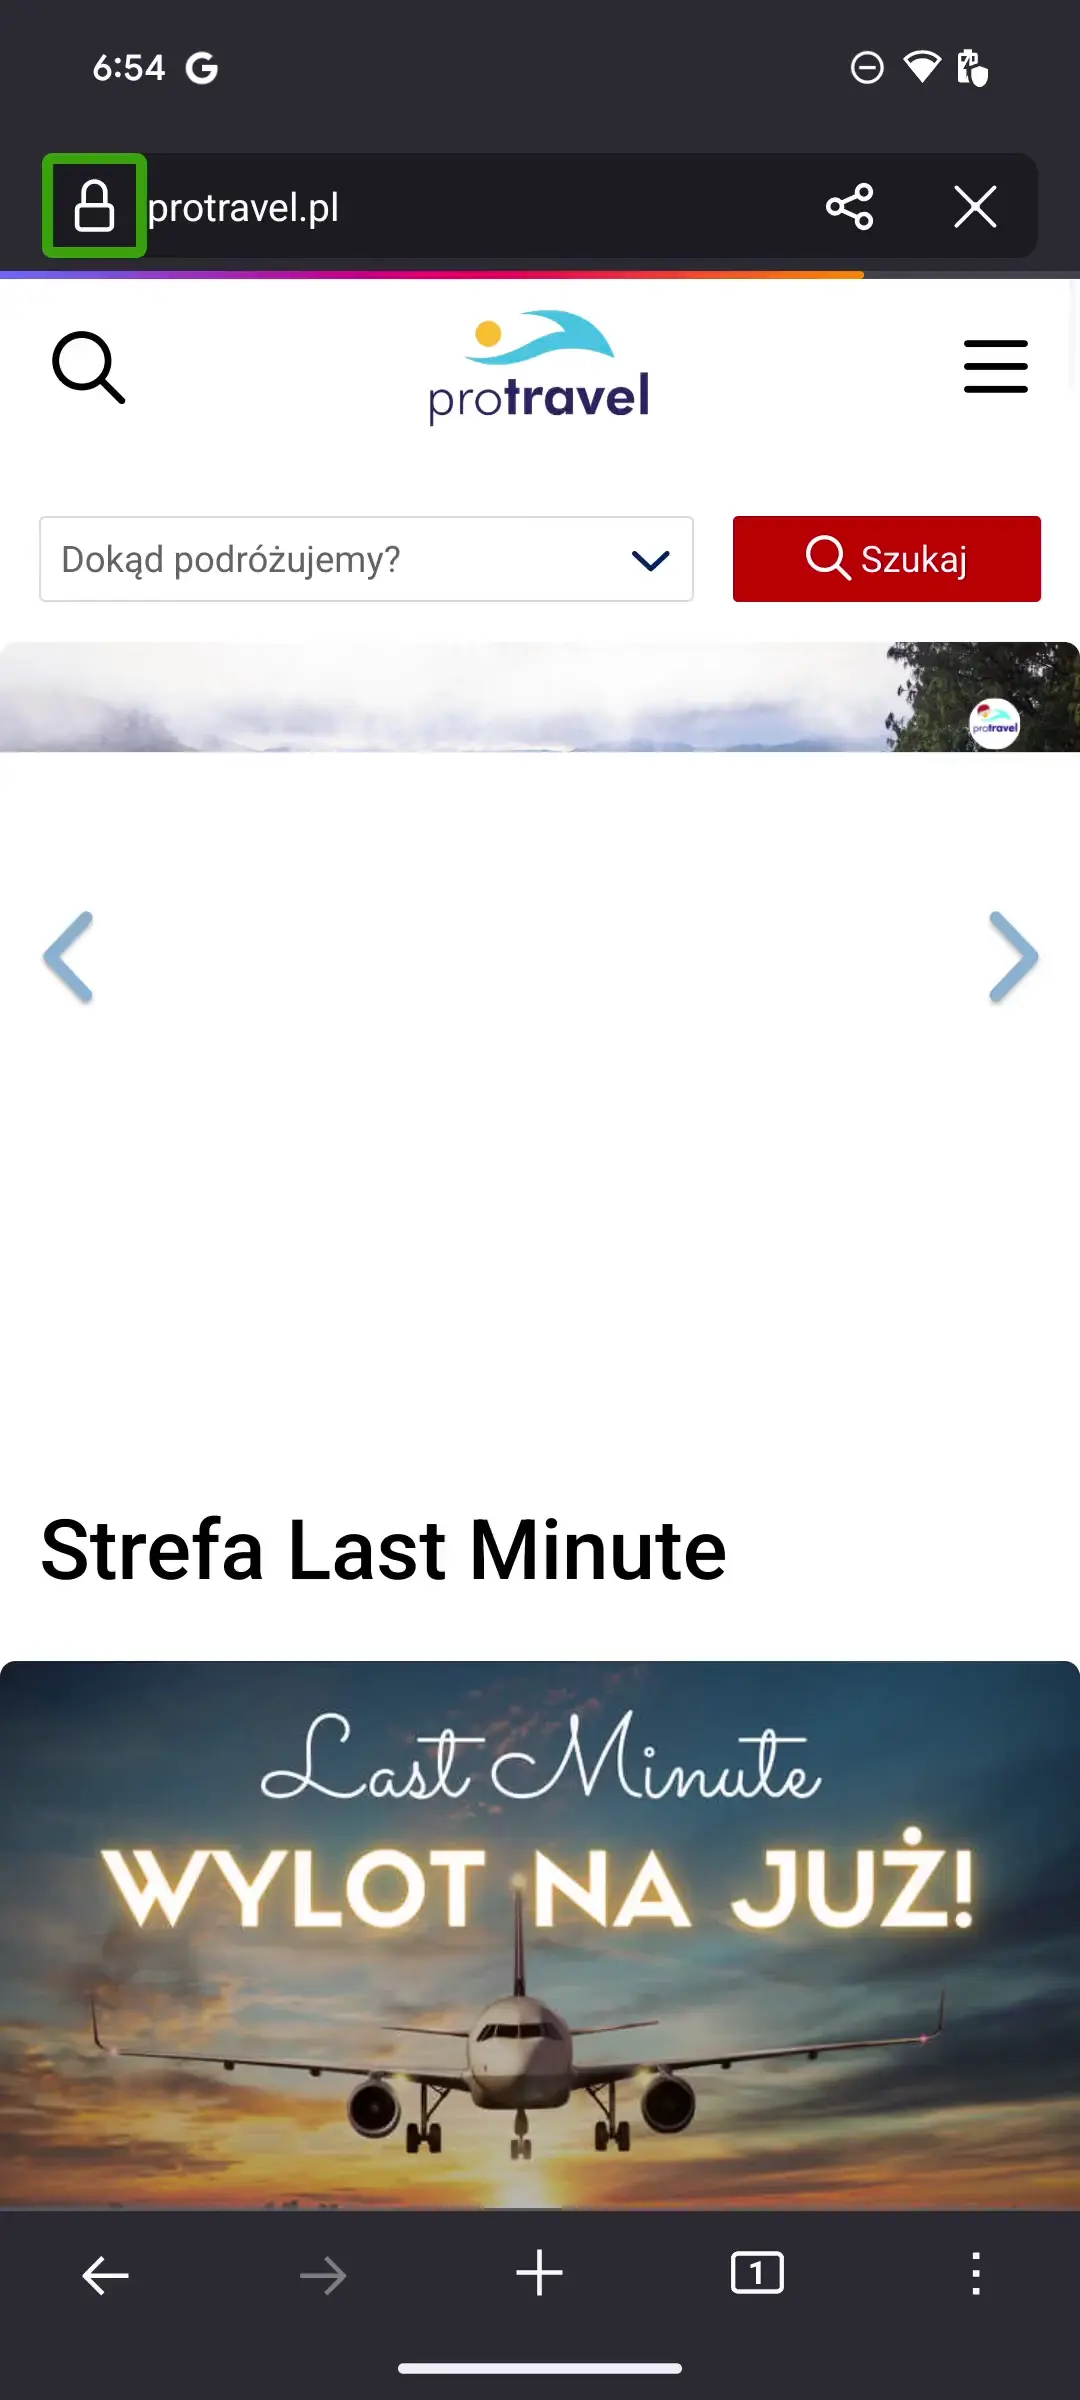 6:54
protravel.pl
protravel
Dokąd podróżujemy?
Szukaj
protravel
Strefa Last Minute
Last Minute
WYLOT NA JUŻ!
1